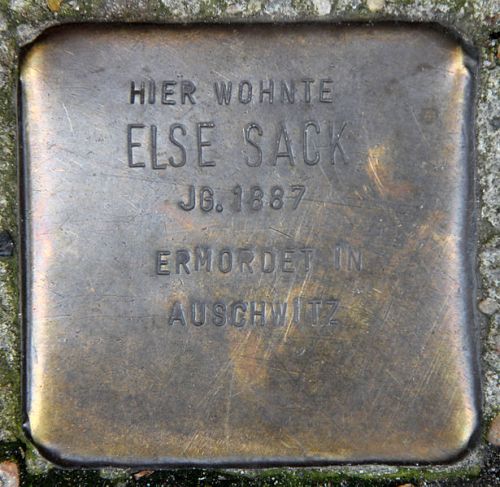 HIER WOHNTE
ELSE SACK
JG. 1887
ERMORDET IN
AUSCHWITZ